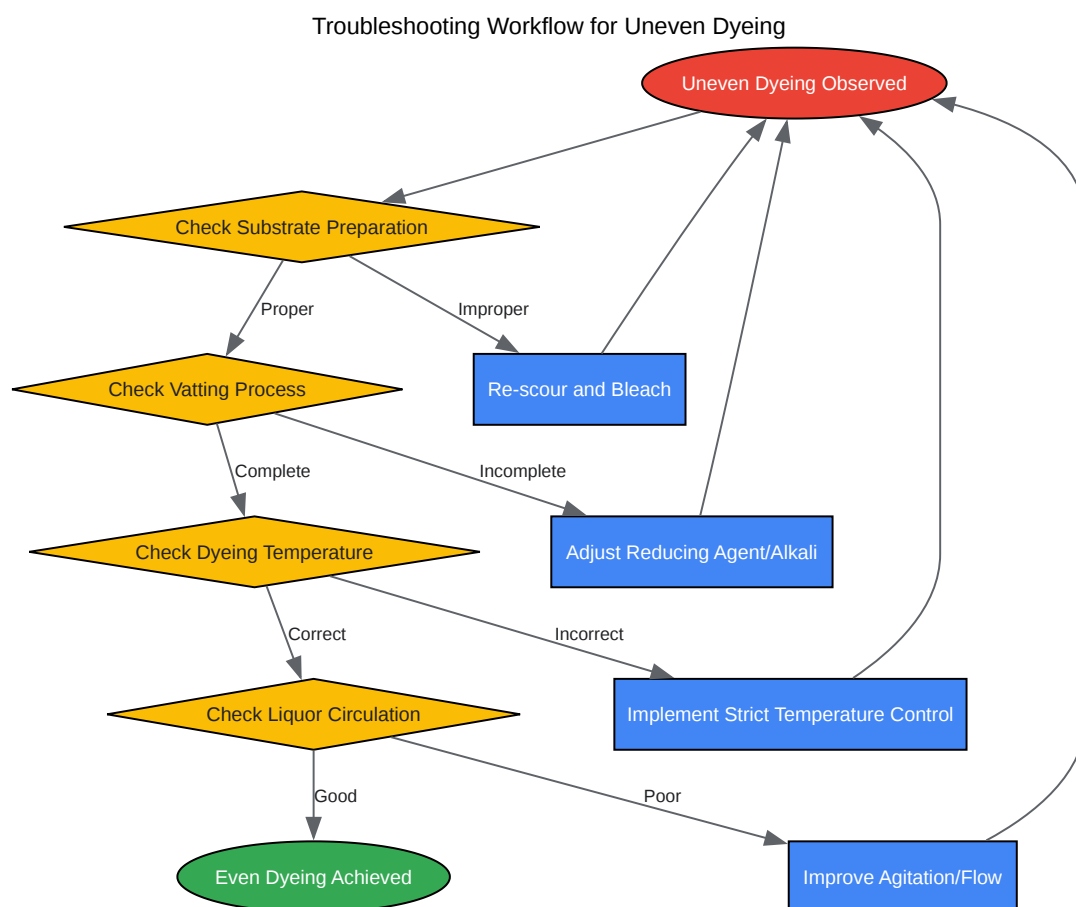 Troubleshooting Workflow for Uneven Dyeing
Uneven Dyeing Observed
Check Substrate Preparation
Proper
Improper
Check Vatting Process
Re-scour and Bleach
Complete
Incomplete
Check Dyeing Temperature
Adjust Reducing Agent/Alkali
Correct
Incorrect
Check Liquor Circulation
Implement Strict Temperature Control
Good
Poor
Even Dyeing Achieved
Improve Agitation/Flow